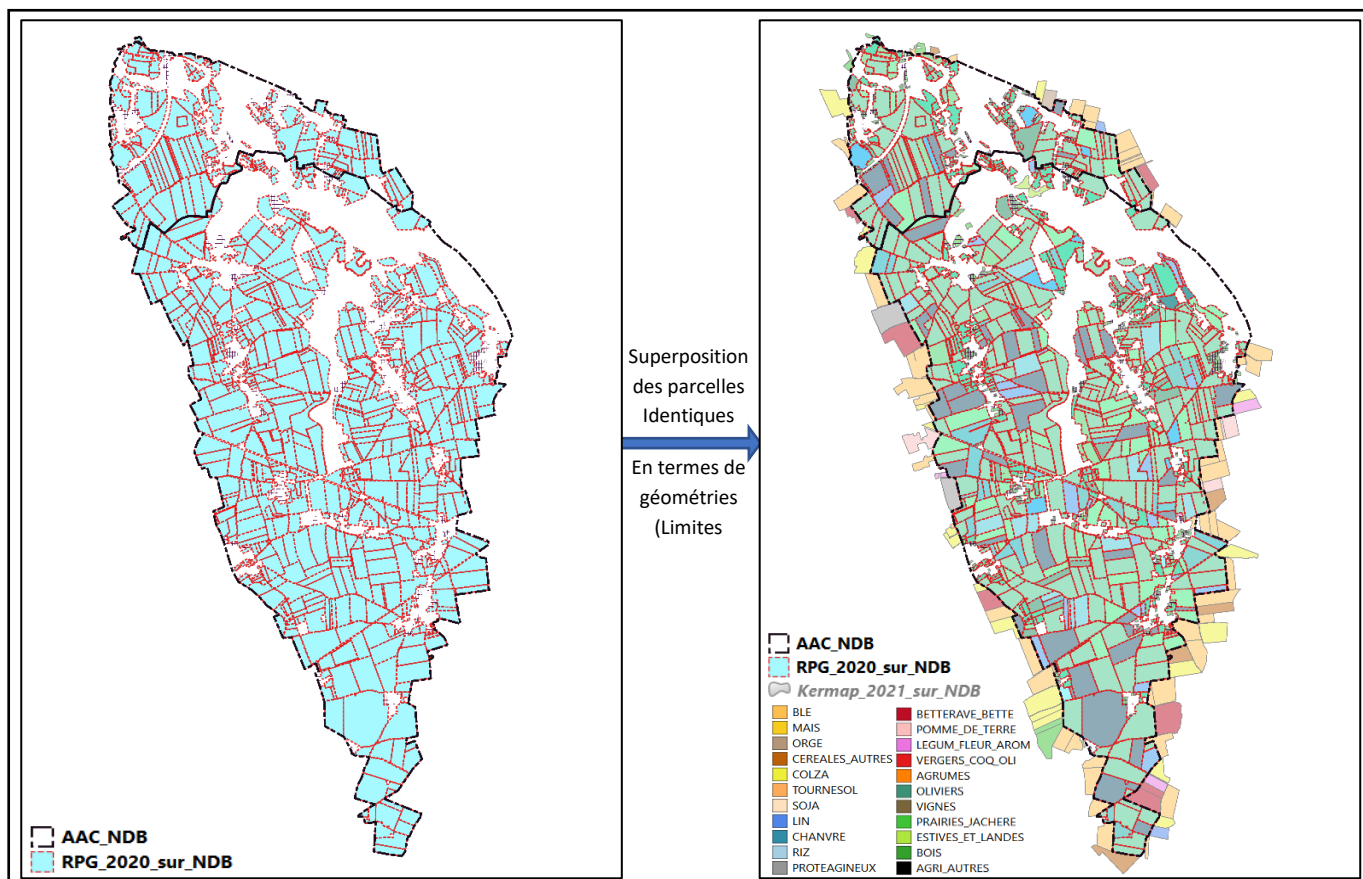 AAC_NDB
RPG_2020_sur_NDB
Superposition
des parcelles
Identiques
En termes de
géométries
(Limites
AAC_NDB
RPG_2020_sur_NDB
Kermap_2021_sur_NDB
BLE
MAIS
ORGE
CEREALES_AUTRES
COLZA
TOURNESOL
SOJA
LIN
CHANVRE
RIZ
PROTEAGINEUX
BETTERAVE_BETTE
POMME_DE_TERRE
LEGUM_FLEUR_AROM
VERGERS_COQ_OLI
AGRUMES
OLIVIERS
VIGNES
PRAIRIES_JACHERE
ESTIVES_ET_LANDES
BOIS
AGRI_AUTRES